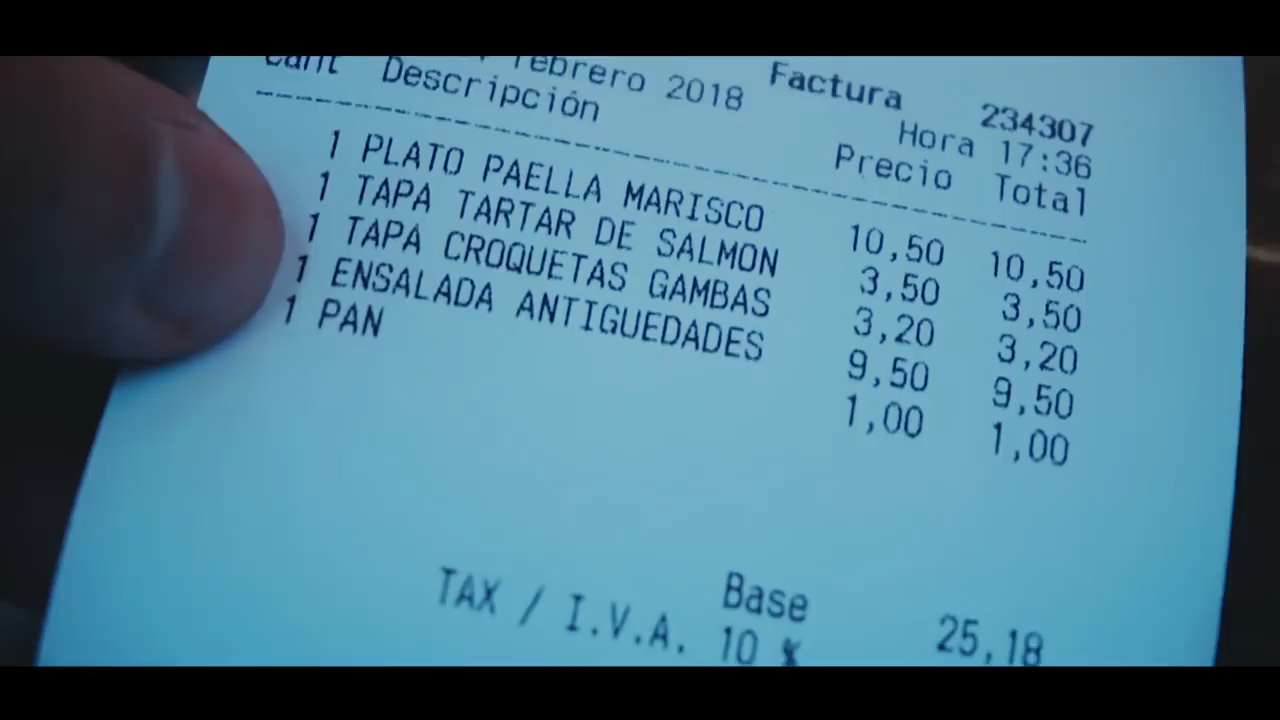 febrero 2018 Factura 234307
Hora 17:36
Cant Descripción Precio Total
1 PLATO PAELLA MARISCO 10,50 10,50
1 TAPA TARTAR DE SALMON 3,50 3,50
1 TAPA CROQUETAS GAMBAS 3,20 3,20
1 ENSALADA ANTIGUEDADES 9,50 9,50
1 PAN 1,00 1,00
Base 25,18
TAX / I.V.A. 10 %